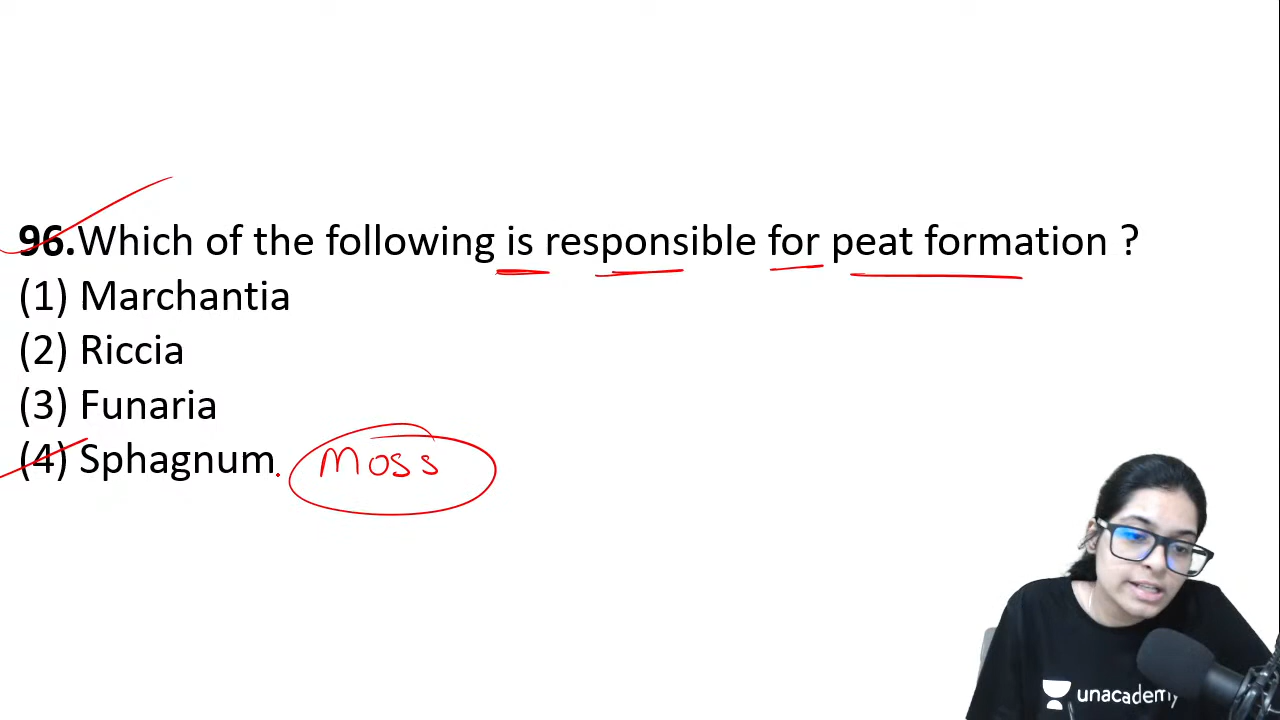 96.Which of the following is responsible for peat formation ?
(1) Marchantia
(2) Riccia
(3) Funaria
(4) Sphagnum. Moss
unacademy